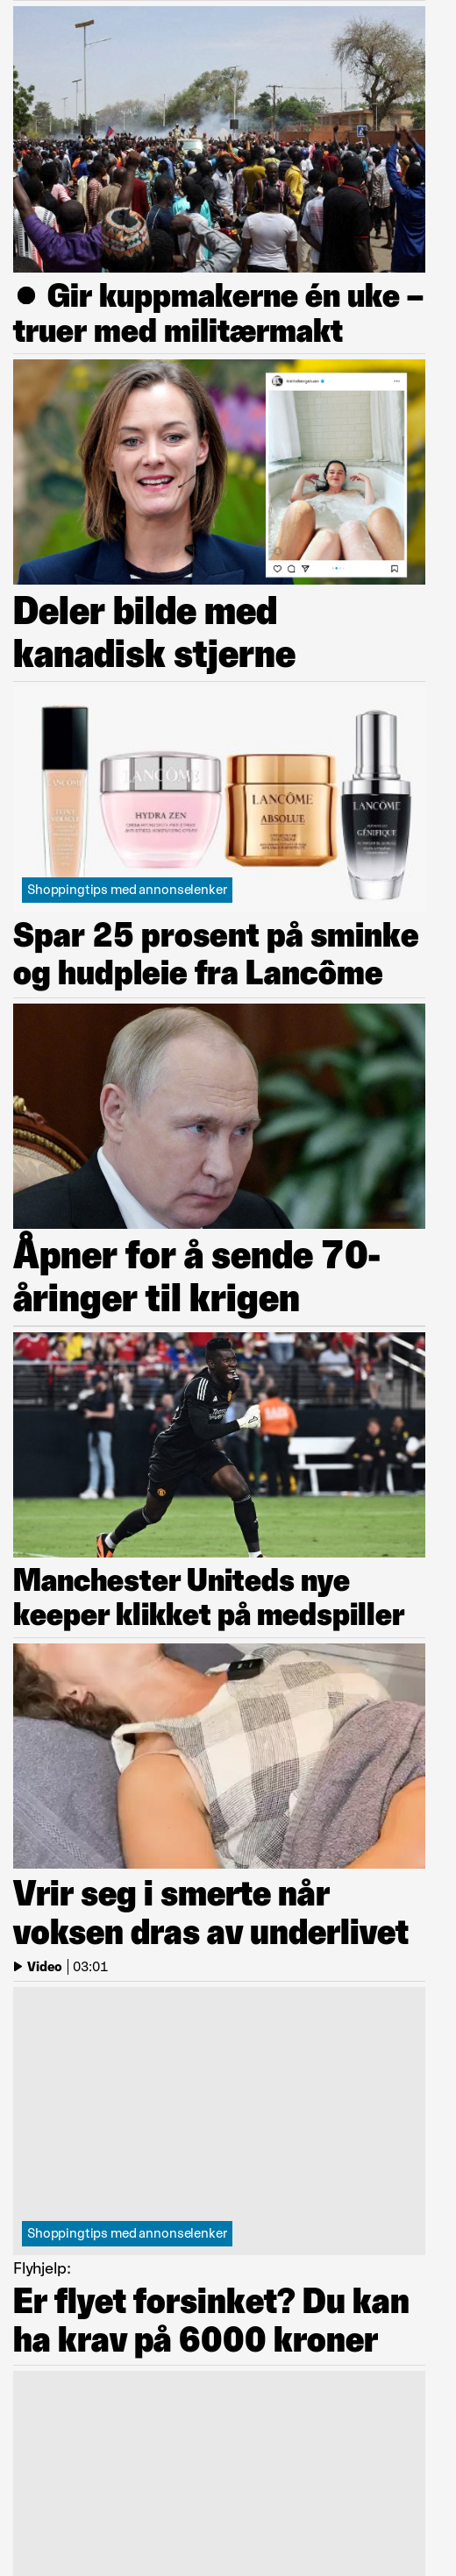 ● Gir kuppmakerne én uke –
truer med militærmakt
Deler bilde med
kanadisk stjerne
LANCÔME
LANCÔME
HYDRA ZEN
LANCÔME
ABSOLUE
LANCÔME
GÉNIFIQUE
Shoppingtips med annonselenker
Spar 25 prosent på sminke
og hudpleie fra Lancôme
Åpner for å sende 70-
åringer til krigen
Manchester Uniteds nye
keeper klikket på medspiller
Vrir seg i smerte når
voksen dras av underlivet
Video | 03:01
Shoppingtips med annonselenker
Flyhjelp:
Er flyet forsinket? Du kan
ha krav på 6000 kroner